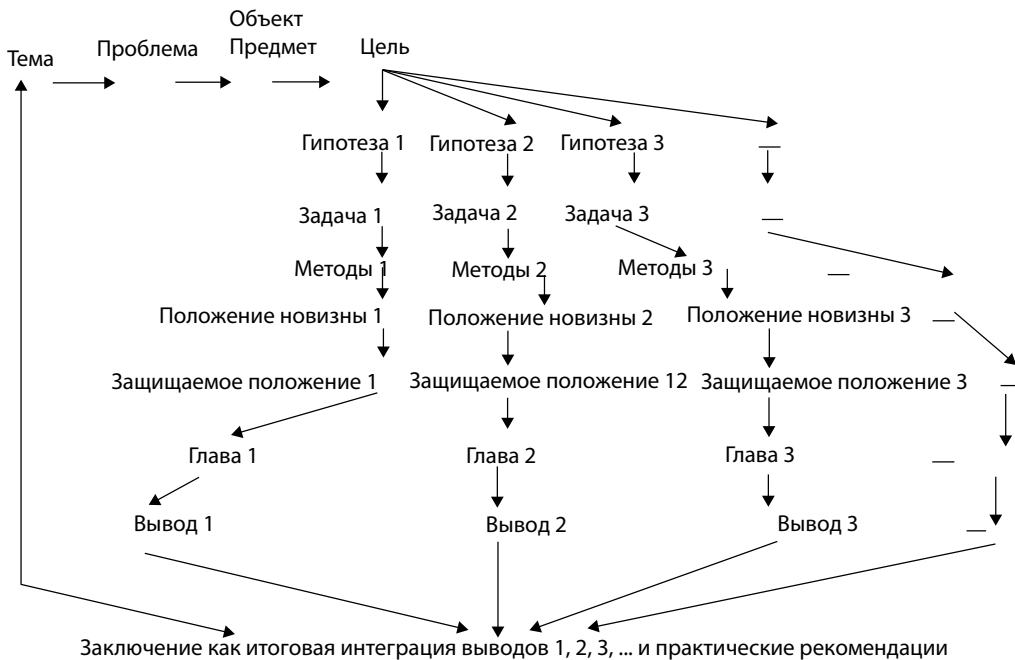 Объект
Тема Проблема Предмет Цель
Гипотеза 1 Гипотеза 2 Гипотеза 3 —
Задача 1 Задача 2 Задача 3 —
Методы 1 Методы 2 Методы 3 —
Положение новизны 1 Положение новизны 2 Положение новизны 3 —
Защищаемое положение 1 Защищаемое положение 12 Защищаемое положение 3 —
Глава 1 Глава 2 Глава 3 —
Вывод 1 Вывод 2 Вывод 3 —
Заключение как итоговая интеграция выводов 1, 2, 3, ... и практические рекомендации